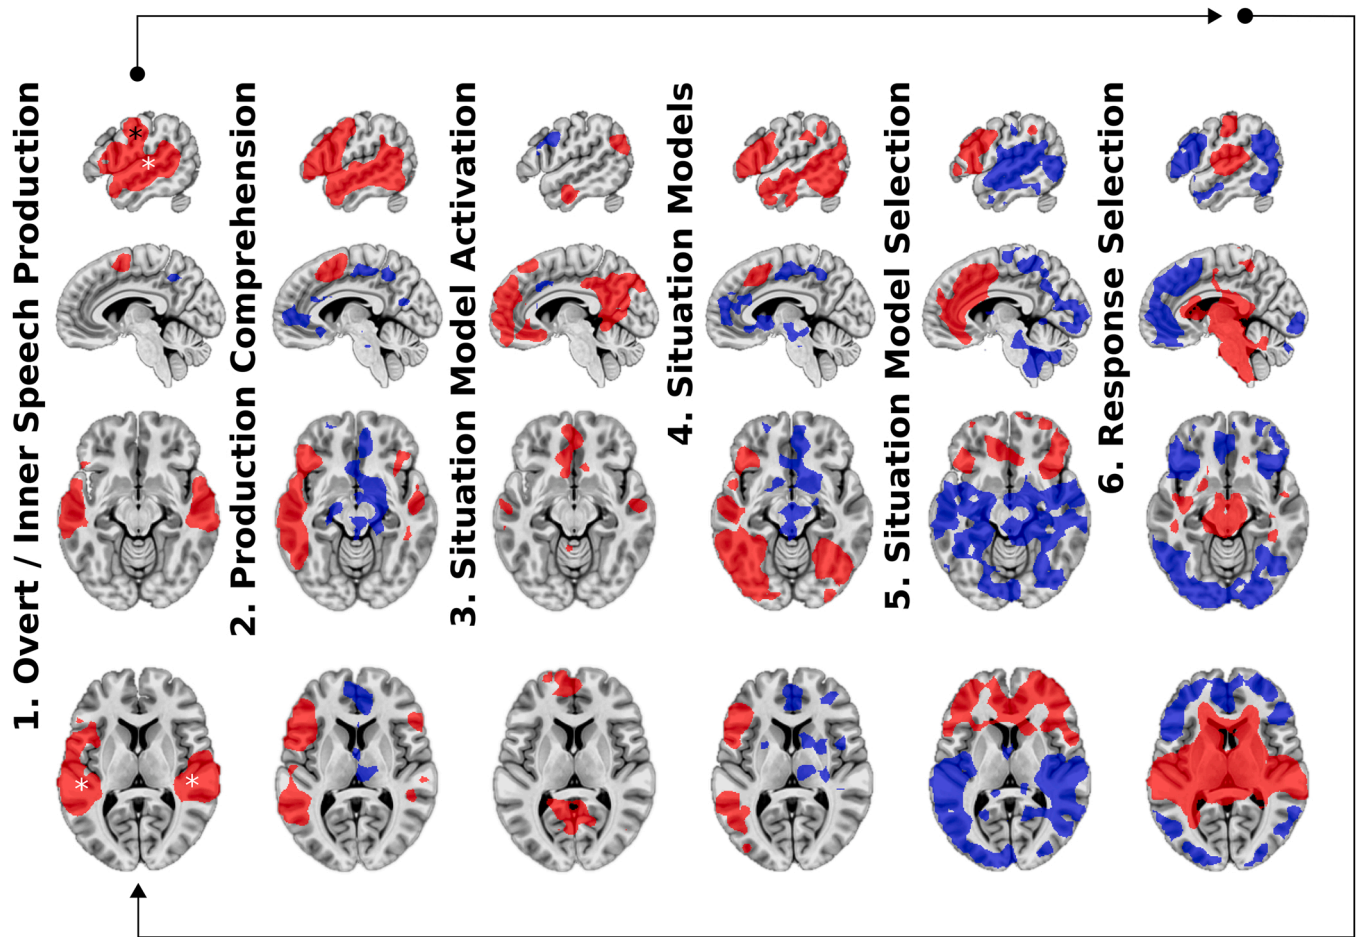 1. Overt / Inner Speech Production
2. Production Comprehension
3. Situation Model Activation
4. Situation Models
5. Situation Model Selection
6. Response Selection
*
*
*
*